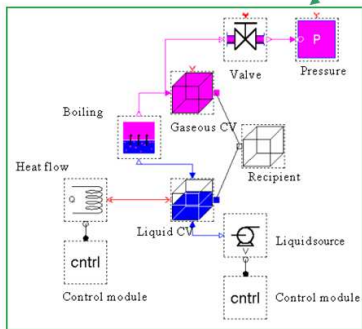 P
Valve
Pressure
Boiling
Gaseous CV
Heat flow
Recipient
Liquid CV
Liquidsource
cntrl
Control module
cntrl
Control module